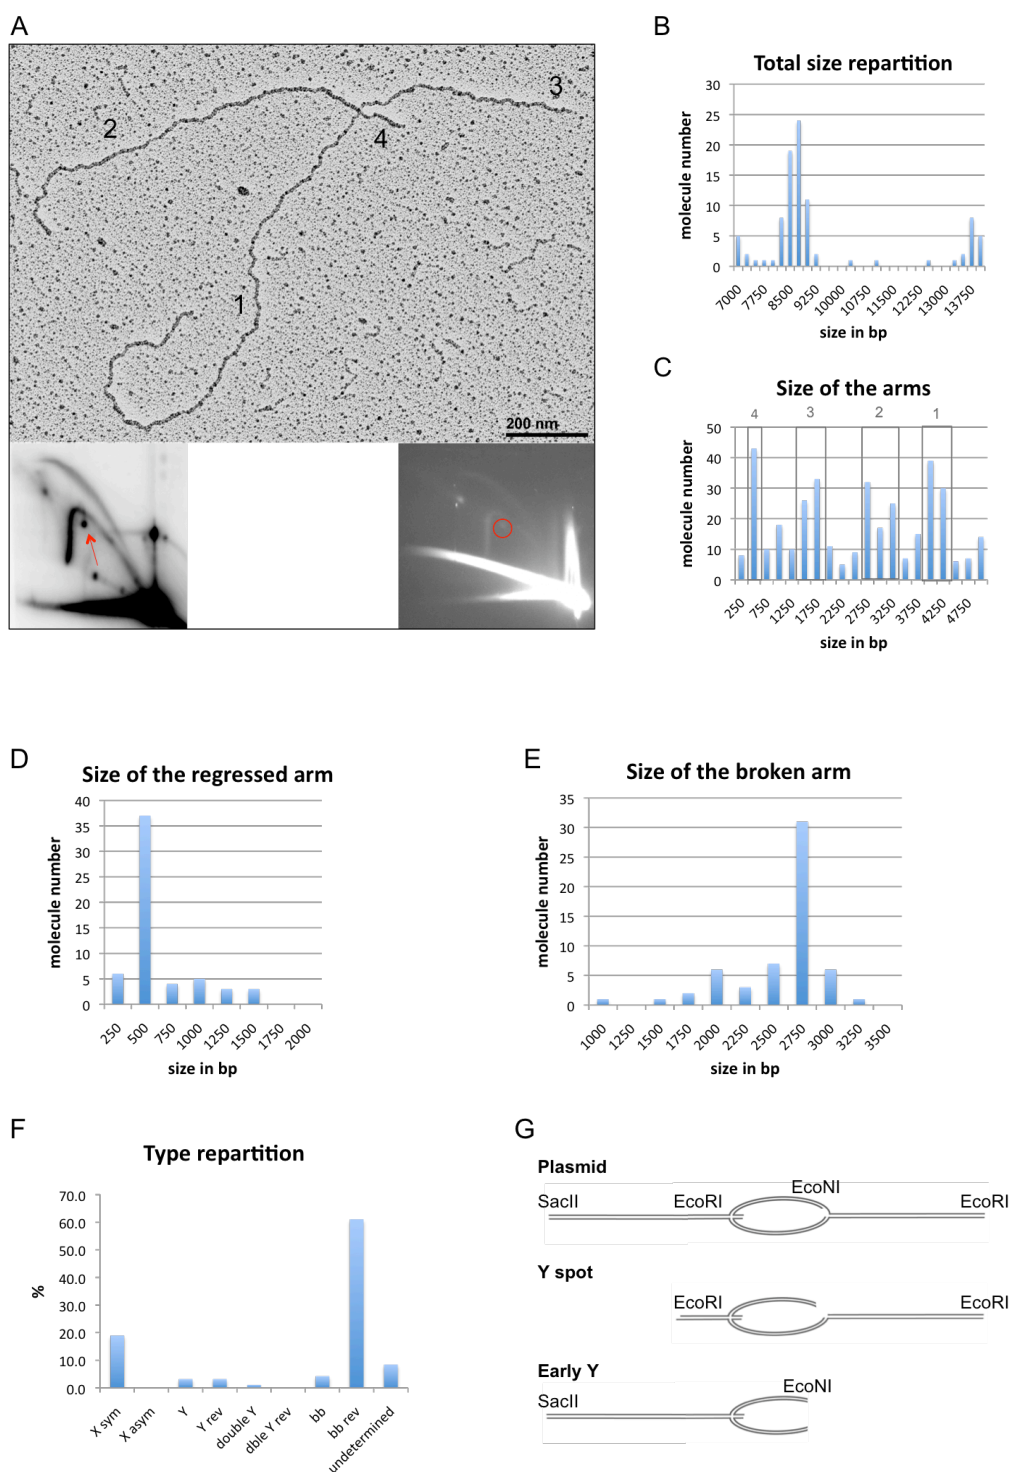 A
2
3
4
1
200 nm
B
Total size repartition
molecule number
30
25
20
15
10
5
0
7000 7750 8500 9250 10000 10750 11500 12250 13000 13750
size in bp
C
Size of the arms
4 3 2 1
molecule number
50
40
30
20
10
0
250 750 1250 1750 2250 2750 3250 3750 4250 4750
size in bp
D
Size of the regressed arm
molecule number
40
35
30
25
20
15
10
5
0
250 500 750 1000 1250 1500 1750 2000
size in bp
E
Size of the broken arm
molecule number
35
30
25
20
15
10
5
0
1000 1250 1500 1750 2000 2250 2500 2750 3000 3250 3500
size in bp
F
Type repartition
%
70.0
60.0
50.0
40.0
30.0
20.0
10.0
0.0
X sym X asym Y Y rev double Y dble Y rev bb bb rev undetermined
G
Plasmid
SacII EcoRI EcoNI EcoRI
Y spot
EcoRI EcoRI
Early Y
SacII EcoNI